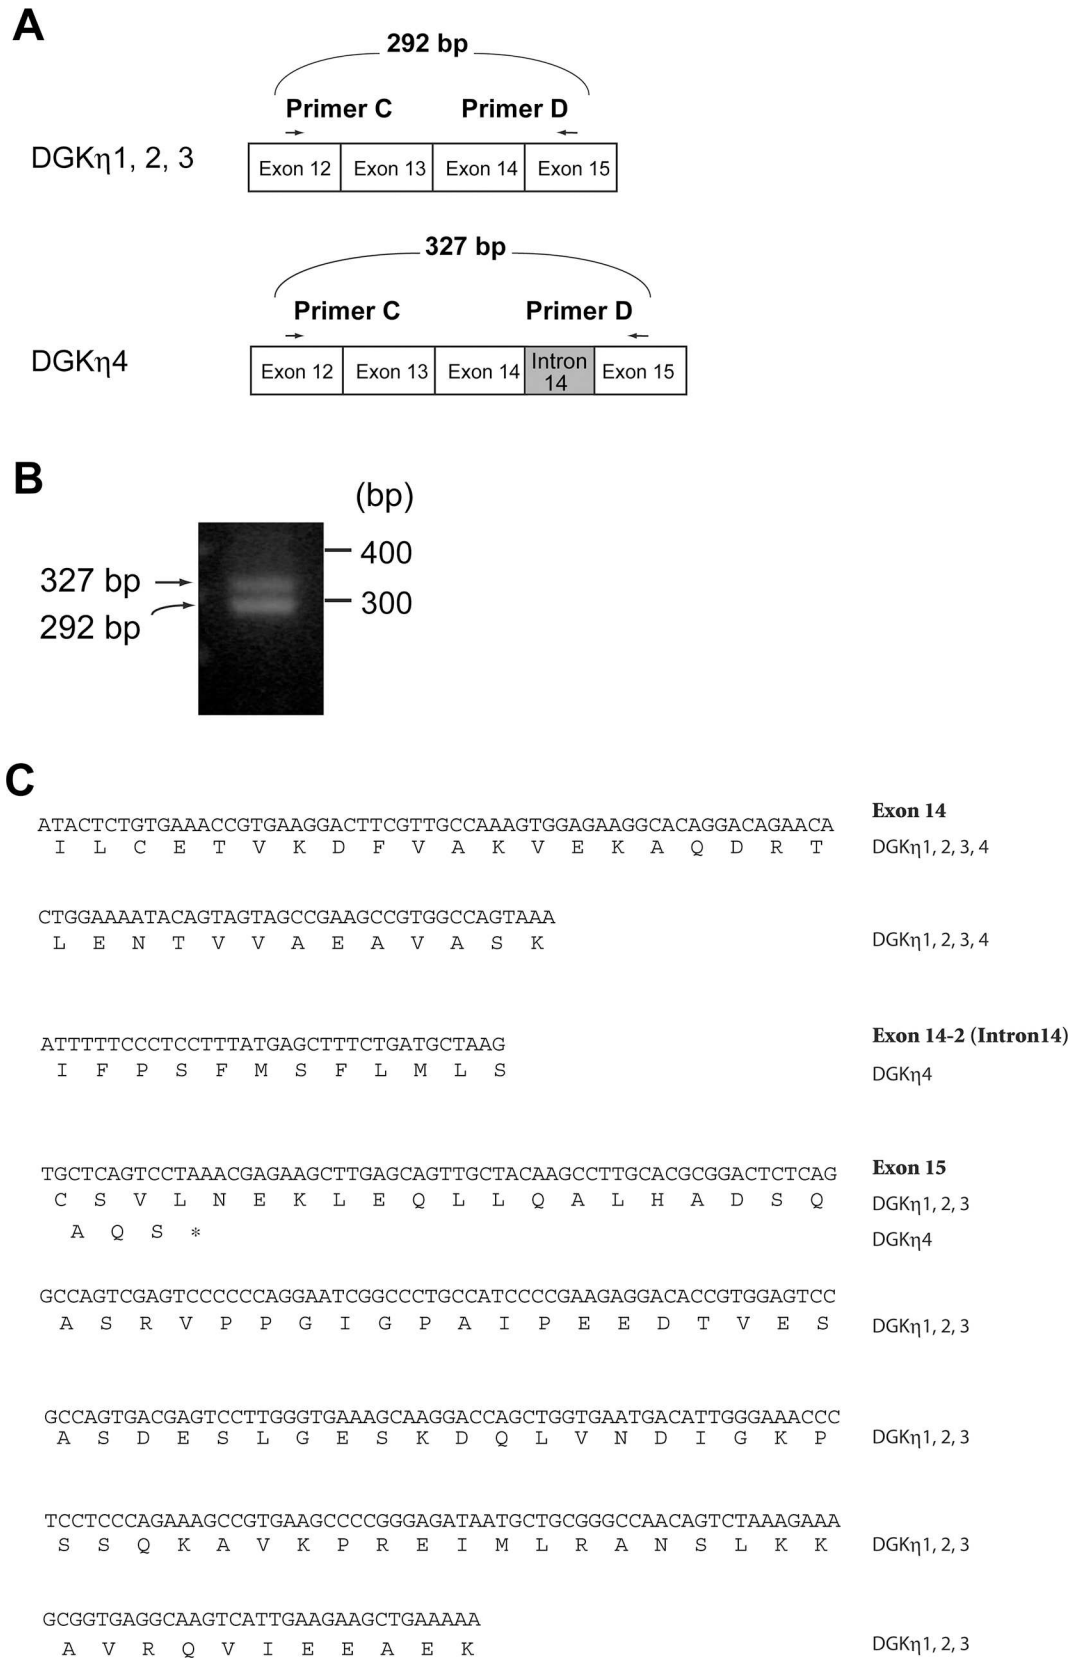 A
292 bp
Primer C Primer D
DGKη1, 2, 3
Exon 12 Exon 13 Exon 14 Exon 15
327 bp
Primer C Primer D
DGKη4
Exon 12 Exon 13 Exon 14 Intron 14 Exon 15
B
(bp)
400
327 bp
300
292 bp
C
Exon 14
ATACTCTGTGAAACCGTGAAGGACTTCGTTGCCAAAGTGGAGAAGGCACAGGACAGAACA
I L C E T V K D F V A K V E K A Q D R T DGKη1, 2, 3, 4
CTGGAAAATACAGTAGTAGCCGAAGCCGTGGCCAGTAAA
L E N T V V A E A V A S K DGKη1, 2, 3, 4
Exon 14-2 (Intron14)
ATTTTTCCCTCCTTTATGAGCTTTCTGATGCTAAG
I F P S F M S F L M L S DGKη4
Exon 15
TGCTCAGTCCTAAACGAGAAGCTTGAGCAGTTGCTACAAGCCTTGCACGCGGACTCTCAG
C S V L N E K L E Q L L Q A L H A D S Q DGKη1, 2, 3
A Q S * DGKη4
GCCAGTCGAGTCCCCCCAGGAATCGGCCCTGCCATCCCCGAAGAGGACACCGTGGAGTCC
A S R V P P G I G P A I P E E D T V E S DGKη1, 2, 3
GCCAGTGACGAGTCCTTGGGTGAAAGCAAGGACCAGCTGGTGAATGACATTGGGAAACCC
A S D E S L G E S K D Q L V N D I G K P DGKη1, 2, 3
TCCTCCCAGAAAGCCGTGAAGCCCCGGGAGATAATGCTGCGGGCCAACAGTCTAAAGAAA
S S Q K A V K P R E I M L R A N S L K K DGKη1, 2, 3
GCGGTGAGGCAAGTCATTGAAGAAGCTGAAAAA
A V R Q V I E E A E K DGKη1, 2, 3